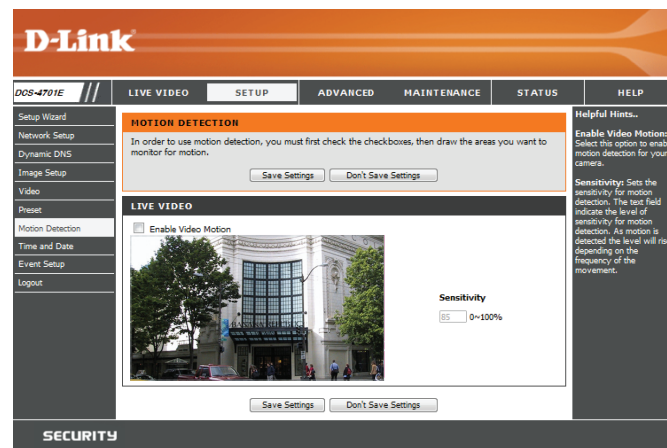 D-Link
DCS-4701E
LIVE VIDEO
SETUP
ADVANCED
MAINTENANCE
STATUS
HELP
Setup Wizard
Network Setup
Dynamic DNS
Image Setup
Video
Preset
Motion Detection
Time and Date
Event Setup
Logout
MOTION DETECTION
In order to use motion detection, you must first check the checkboxes, then draw the areas you want to
monitor for motion.
Save Settings
Don't Save Settings
LIVE VIDEO
Enable Video Motion
Sensitivity
85 0~100%
Save Settings
Don't Save Settings
Helpful Hints..
Enable Video Motion:
Select this option to enab
motion detection for your
camera.
Sensitivity: Sets the
sensitivity for motion
detection. The text field
indicate the level of
sensitivity for motion
detection. As motion is
detected the level will ris
depending on the
frequency of the
movement.
SECURITY